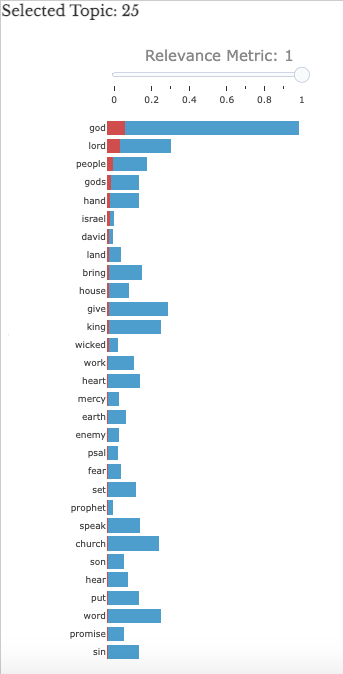 Selected Topic: 25
Relevance Metric: 1
0 0.2 0.4 0.6 0.8 1
god
lord
people
gods
hand
israel
david
land
bring
house
give
king
wicked
work
heart
mercy
earth
enemy
psal
fear
set
prophet
speak
church
son
hear
put
word
promise
sin